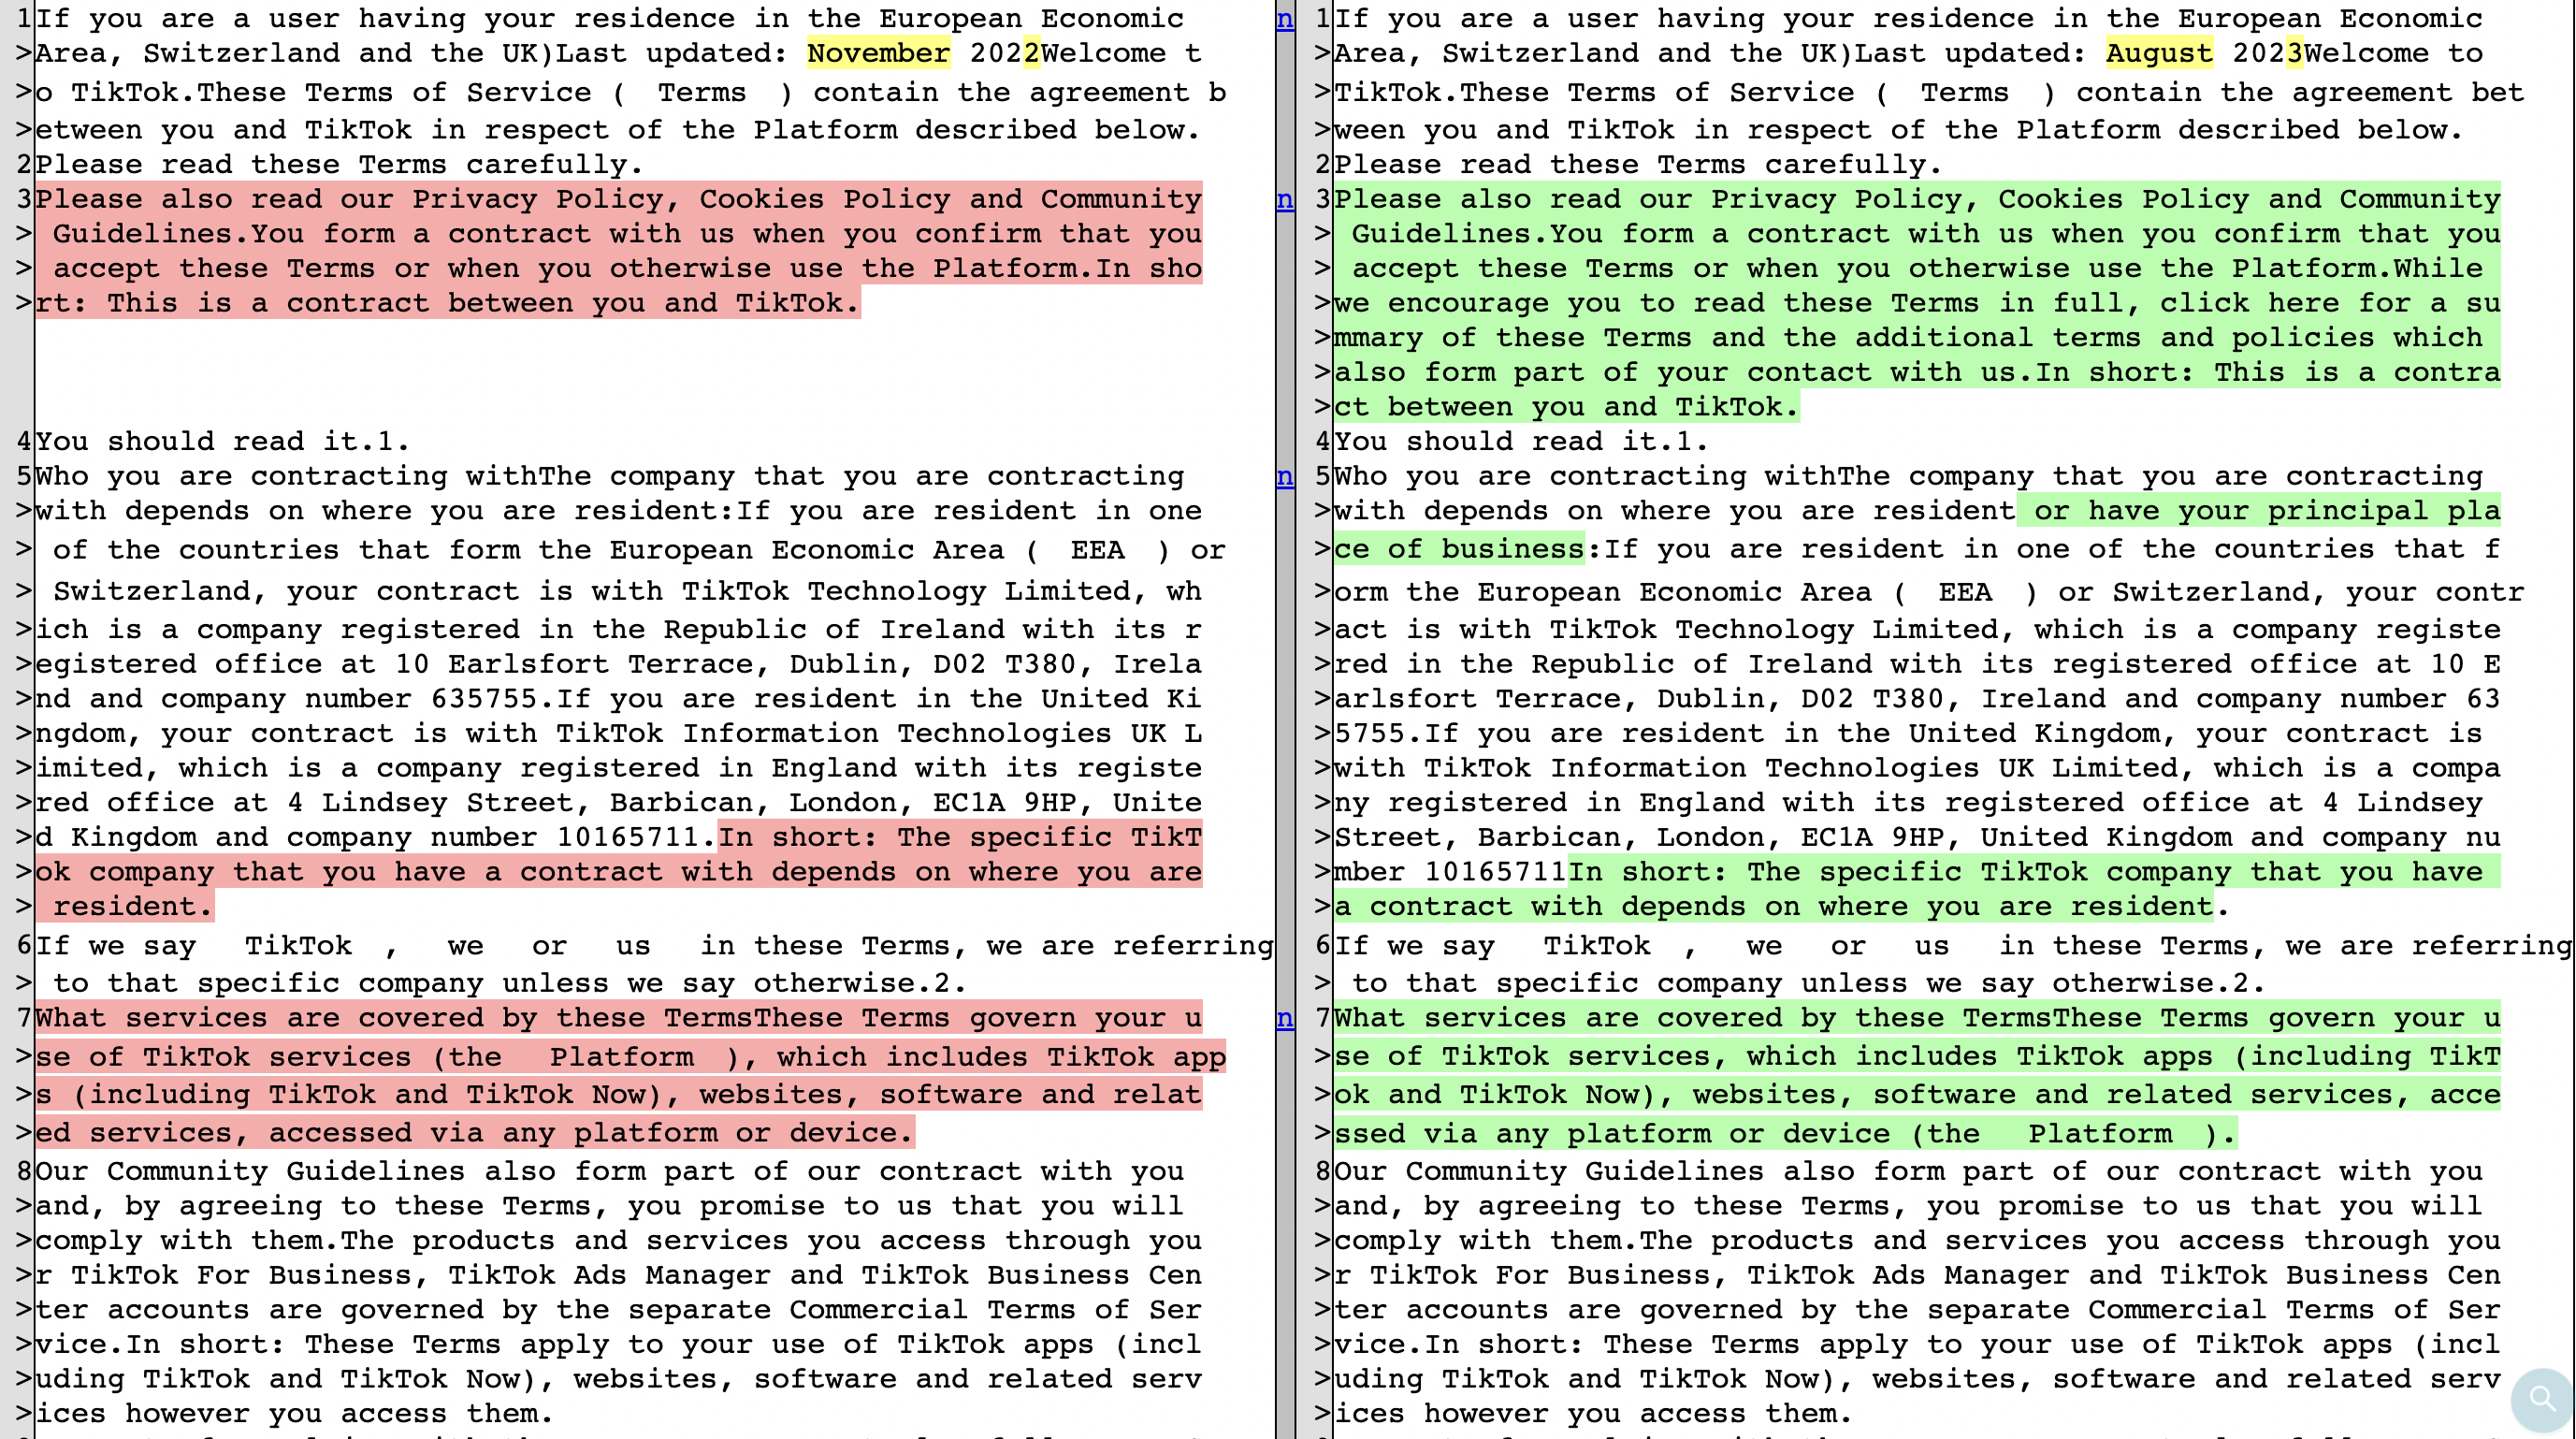 1If you are a user having your residence in the European Economic
>Area, Switzerland and the UK)Last updated: November 2022Welcome t
>o TikTok.These Terms of Service (  Terms  ) contain the agreement b
>etween you and TikTok in respect of the Platform described below.
2Please read these Terms carefully.
3Please also read our Privacy Policy, Cookies Policy and Community
> Guidelines.You form a contract with us when you confirm that you
> accept these Terms or when you otherwise use the Platform.In sho
>rt: This is a contract between you and TikTok.
4You should read it.1.
5Who you are contracting withThe company that you are contracting
>with depends on where you are resident:If you are resident in one
> of the countries that form the European Economic Area (  EEA  ) or
> Switzerland, your contract is with TikTok Technology Limited, wh
>ich is a company registered in the Republic of Ireland with its r
>egistered office at 10 Earlsfort Terrace, Dublin, D02 T380, Irela
>nd and company number 635755.If you are resident in the United Ki
>ngdom, your contract is with TikTok Information Technologies UK L
>imited, which is a company registered in England with its registe
>red office at 4 Lindsey Street, Barbican, London, EC1A 9HP, Unite
>d Kingdom and company number 10165711.In short: The specific TikT
>ok company that you have a contract with depends on where you are
> resident.
6If we say   TikTok  ,   we   or   us   in these Terms, we are referring
> to that specific company unless we say otherwise.2.
7What services are covered by these TermsThese Terms govern your u
>se of TikTok services (the   Platform  ), which includes TikTok app
>s (including TikTok and TikTok Now), websites, software and relat
>ed services, accessed via any platform or device.
8Our Community Guidelines also form part of our contract with you
>and, by agreeing to these Terms, you promise to us that you will
>comply with them.The products and services you access through you
>r TikTok For Business, TikTok Ads Manager and TikTok Business Cen
>ter accounts are governed by the separate Commercial Terms of Ser
>vice.In short: These Terms apply to your use of TikTok apps (incl
>uding TikTok and TikTok Now), websites, software and related serv
>ices however you access them.
n
n
n
n
1If you are a user having your residence in the European Economic
>Area, Switzerland and the UK)Last updated: August 2023Welcome to
>TikTok.These Terms of Service (  Terms  ) contain the agreement bet
>ween you and TikTok in respect of the Platform described below.
2Please read these Terms carefully.
3Please also read our Privacy Policy, Cookies Policy and Community
> Guidelines.You form a contract with us when you confirm that you
> accept these Terms or when you otherwise use the Platform.While
>we encourage you to read these Terms in full, click here for a su
>mmary of these Terms and the additional terms and policies which
>also form part of your contact with us.In short: This is a contra
>ct between you and TikTok.
4You should read it.1.
5Who you are contracting withThe company that you are contracting
>with depends on where you are resident or have your principal pla
>ce of business:If you are resident in one of the countries that f
>orm the European Economic Area (  EEA  ) or Switzerland, your contr
>act is with TikTok Technology Limited, which is a company registe
>red in the Republic of Ireland with its registered office at 10 E
>arlsfort Terrace, Dublin, D02 T380, Ireland and company number 63
>5755.If you are resident in the United Kingdom, your contract is
>with TikTok Information Technologies UK Limited, which is a compa
>ny registered in England with its registered office at 4 Lindsey
>Street, Barbican, London, EC1A 9HP, United Kingdom and company nu
>mber 10165711In short: The specific TikTok company that you have
>a contract with depends on where you are resident.
6If we say   TikTok  ,   we   or   us   in these Terms, we are referring
> to that specific company unless we say otherwise.2.
7What services are covered by these TermsThese Terms govern your u
>se of TikTok services, which includes TikTok apps (including TikT
>ok and TikTok Now), websites, software and related services, acce
>ssed via any platform or device (the   Platform  ).
8Our Community Guidelines also form part of our contract with you
>and, by agreeing to these Terms, you promise to us that you will
>comply with them.The products and services you access through you
>r TikTok For Business, TikTok Ads Manager and TikTok Business Cen
>ter accounts are governed by the separate Commercial Terms of Ser
>vice.In short: These Terms apply to your use of TikTok apps (incl
>uding TikTok and TikTok Now), websites, software and related serv
>ices however you access them.